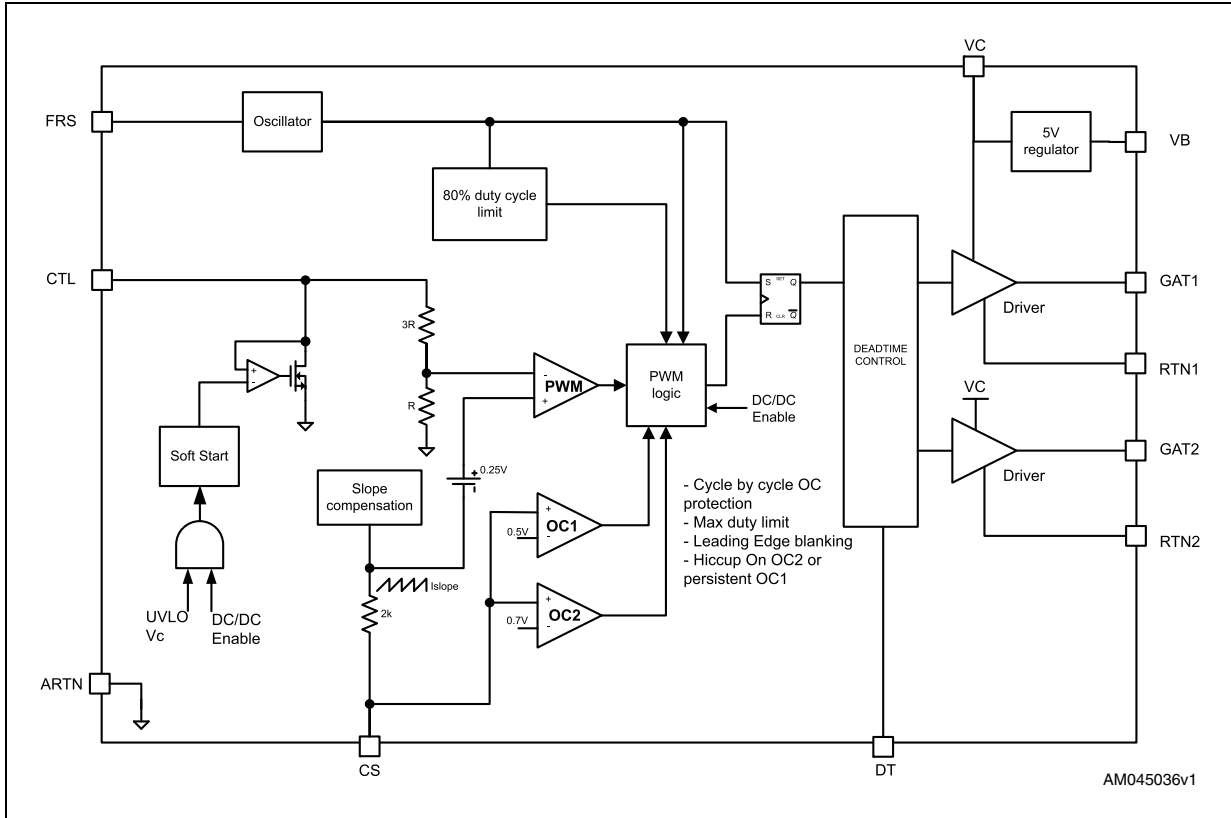 VC
FRS
Oscillator
5V
regulator
VB
80% duty cycle
limit
CTL
S SET Q
R CLR Q
GAT1
Driver
3R
DEADTIME
CONTROL
RTN1
+
-
-
+
PWM
PWM
logic
DC/DC
Enable
VC
R
Soft Start
GAT2
Driver
Slope
compensation
+
-
0.25V
- Cycle by cycle OC
protection
- Max duty limit
- Leading Edge blanking
- Hiccup On OC2 or
persistent OC1
+
-
OC1
0.5V
RTN2
Islope
2k
+
-
OC2
0.7V
UVLO
Vc
DC/DC
Enable
ARTN
CS
DT
AM045036v1